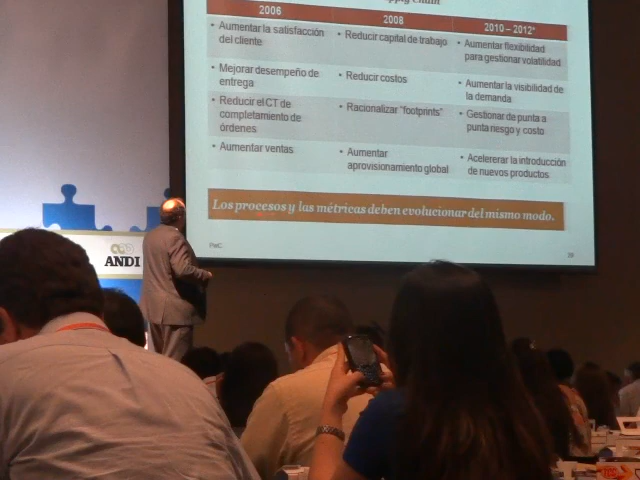 Supply Chain
2006 2008 2010 – 2012*
• Aumentar la satisfacción
del cliente
• Reducir capital de trabajo
• Aumentar flexibilidad
para gestionar volatilidad
• Mejorar desempeño de
entrega
• Reducir costos
• Aumentar la visibilidad de
la demanda
• Reducir el CT de
completamiento de
órdenes
• Racionalizar "footprints"
• Gestionar de punta a
punta riesgo y costo
• Aumentar ventas
• Aumentar
aprovisionamiento global
• Acelererar la introducción
de nuevos productos
Los procesos y las métricas deben evolucionar del mismo modo.
PwC
ANDI